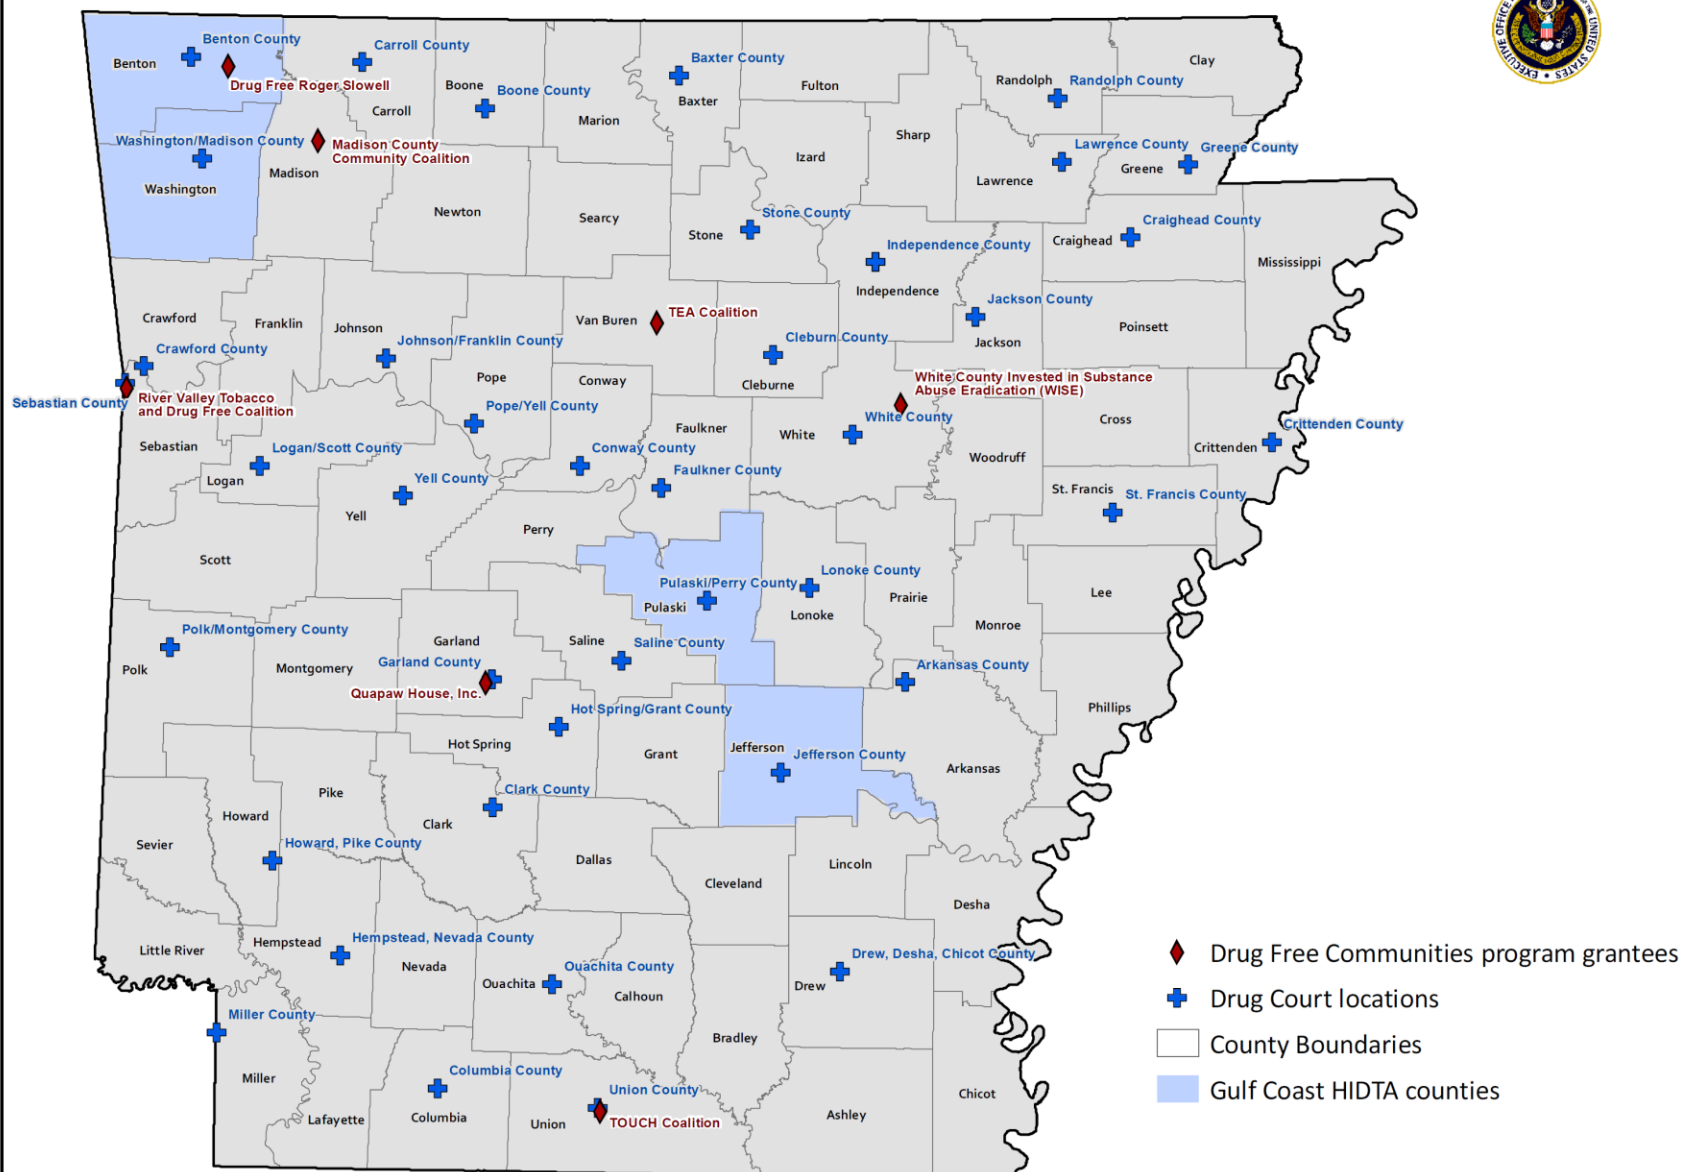 EXECUTIVE OFFICE
OF THE
UNITED STATES
Benton County
Benton
Drug Free Roger Slowell
Carroll County
Carroll
Boone
Boone County
Marion
Baxter County
Baxter
Fulton
Randolph
Randolph County
Clay
Washington/Madison County
Washington
Madison County
Community Coalition
Madison
Newton
Searcy
Izard
Sharp
Lawrence County
Lawrence
Greene County
Greene
Stone County
Stone
Independence County
Independence
Craighead County
Craighead
Mississippi
Crawford
Crawford County
Franklin
Johnson
Johnson/Franklin County
Van Buren
TEA Coalition
Cleburn County
Cleburne
Jackson County
Jackson
Poinsett
Sebastian County
River Valley Tobacco
and Drug Free Coalition
Sebastian
Pope
Pope/Yell County
Conway
Conway County
Faulkner
Faulkner County
White County Invested in Substance
Abuse Eradication (WISE)
White County
White
Woodruff
Cross
Crittenden County
Crittenden
Logan/Scott County
Logan
Yell County
Yell
St. Francis
St. Francis County
Scott
Perry
Pulaski/Perry County
Pulaski
Lonoke County
Lonoke
Prairie
Monroe
Lee
Polk/Montgomery County
Polk
Montgomery
Garland
Garland County
Quapaw House, Inc.
Saline
Saline County
Arkansas County
Arkansas
Phillips
Hot Spring/Grant County
Hot Spring
Grant
Jefferson
Jefferson County
Pike
Howard
Howard, Pike County
Clark County
Clark
Sevier
Dallas
Cleveland
Lincoln
Desha
Little River
Hempstead
Hempstead, Nevada County
Nevada
Ouachita County
Ouachita
Calhoun
Drew, Desha, Chicot County
Drew
Miller County
Miller
Bradley
Columbia County
Columbia
Lafayette
Union County
Union
TOUCH Coalition
Ashley
Chicot
Drug Free Communities program grantees
Drug Court locations
County Boundaries
Gulf Coast HIDTA counties